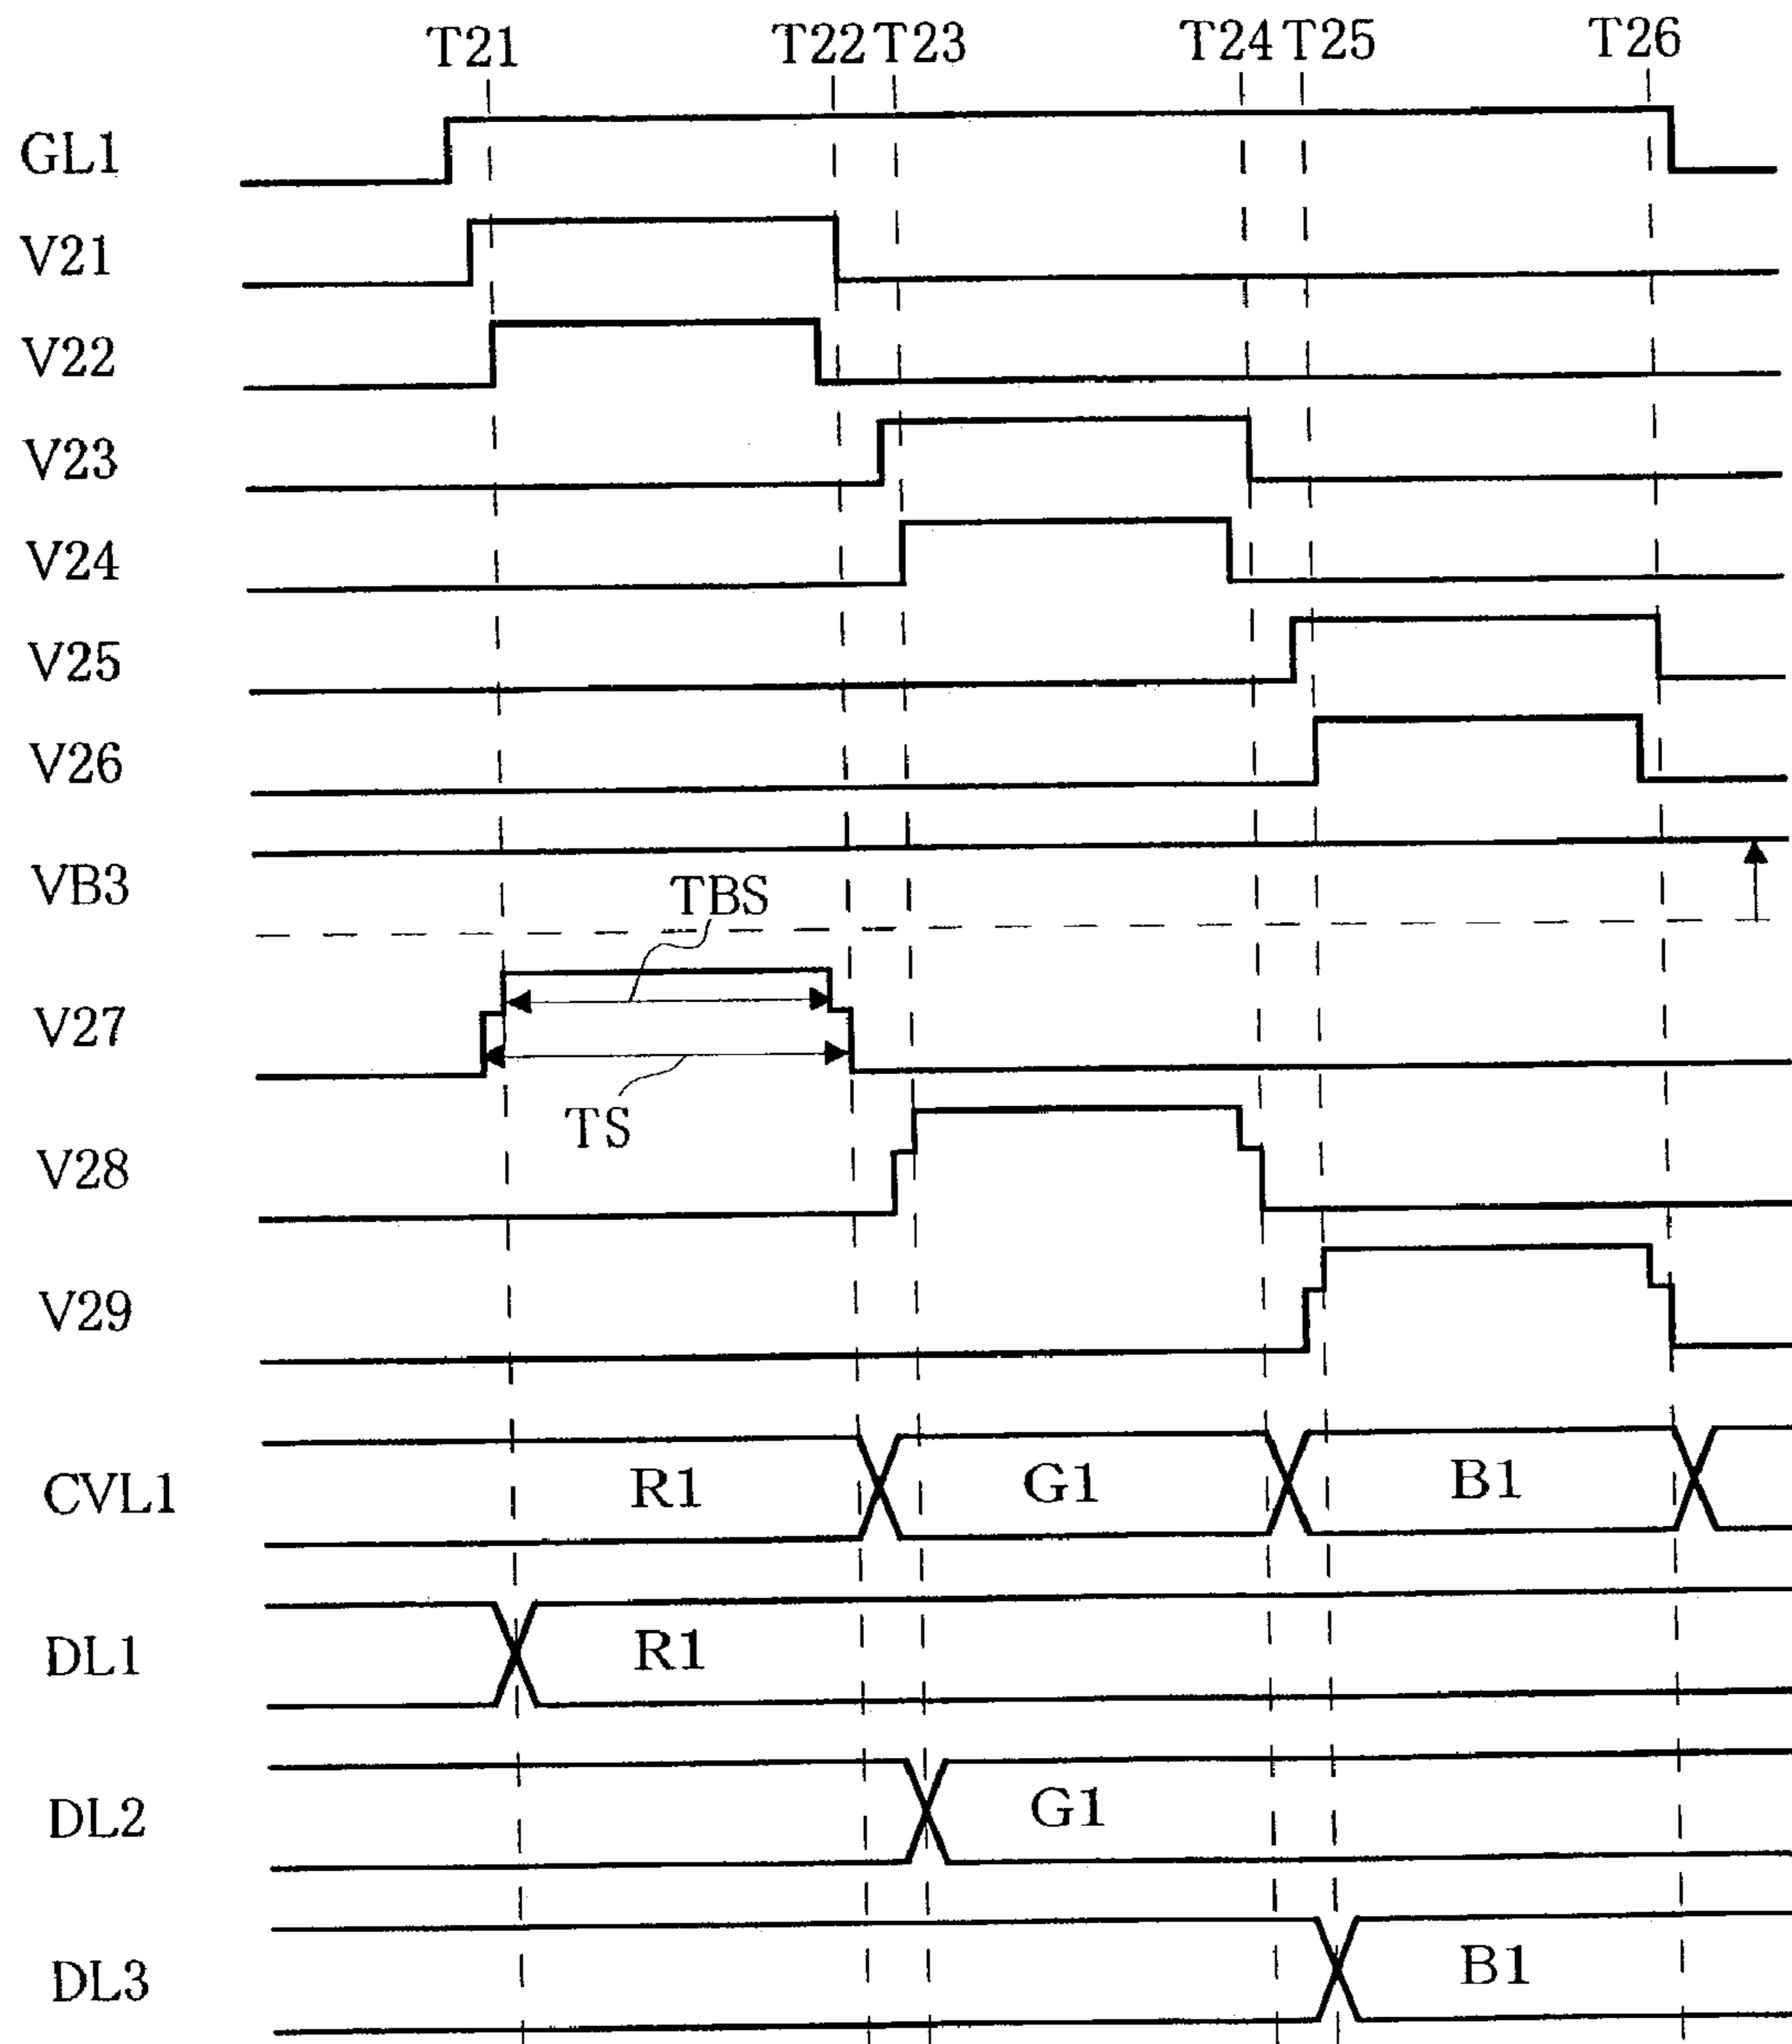 T21 T22 T23 T24 T25 T26
GL1
V21
V22
V23
V24
V25
V26
VB3
TBS
V27
TS
V28
V29
CVL1 R1 G1 B1
DL1 R1
DL2 G1
DL3 B1